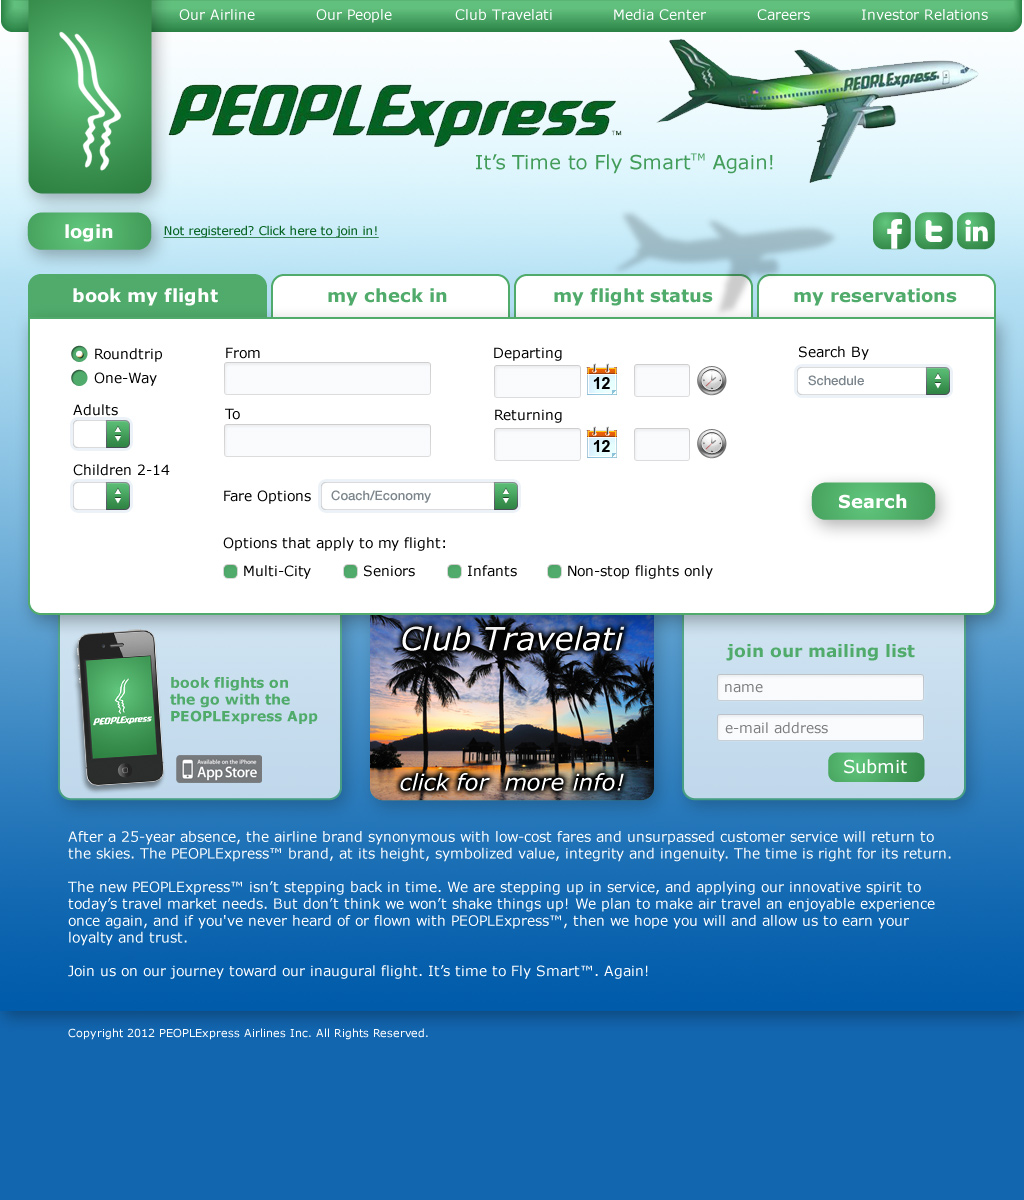 Our Airline Our People Club Travelati Media Center Careers Investor Relations
PEOPLExpress
PEOPLExpress™
It’s Time to Fly Smart™ Again!
login
Not registered? Click here to join in!
book my flight my check in my flight status my reservations
Roundtrip
One-Way
Adults
Children 2-14
From
To
Departing
12
Returning
12
Search By
Schedule
Fare Options Coach/Economy
Search
Options that apply to my flight:
Multi-City Seniors Infants Non-stop flights only
PEOPLExpress
book flights on
the go with the
PEOPLExpress App
Available on the iPhone
App Store
Club Travelati
click for more info!
join our mailing list
name
e-mail address
Submit
After a 25-year absence, the airline brand synonymous with low-cost fares and unsurpassed customer service will return to
the skies. The PEOPLExpress™ brand, at its height, symbolized value, integrity and ingenuity. The time is right for its return.
The new PEOPLExpress™ isn’t stepping back in time. We are stepping up in service, and applying our innovative spirit to
today’s travel market needs. But don’t think we won’t shake things up! We plan to make air travel an enjoyable experience
once again, and if you've never heard of or flown with PEOPLExpress™, then we hope you will and allow us to earn your
loyalty and trust.
Join us on our journey toward our inaugural flight. It’s time to Fly Smart™. Again!
Copyright 2012 PEOPLExpress Airlines Inc. All Rights Reserved.